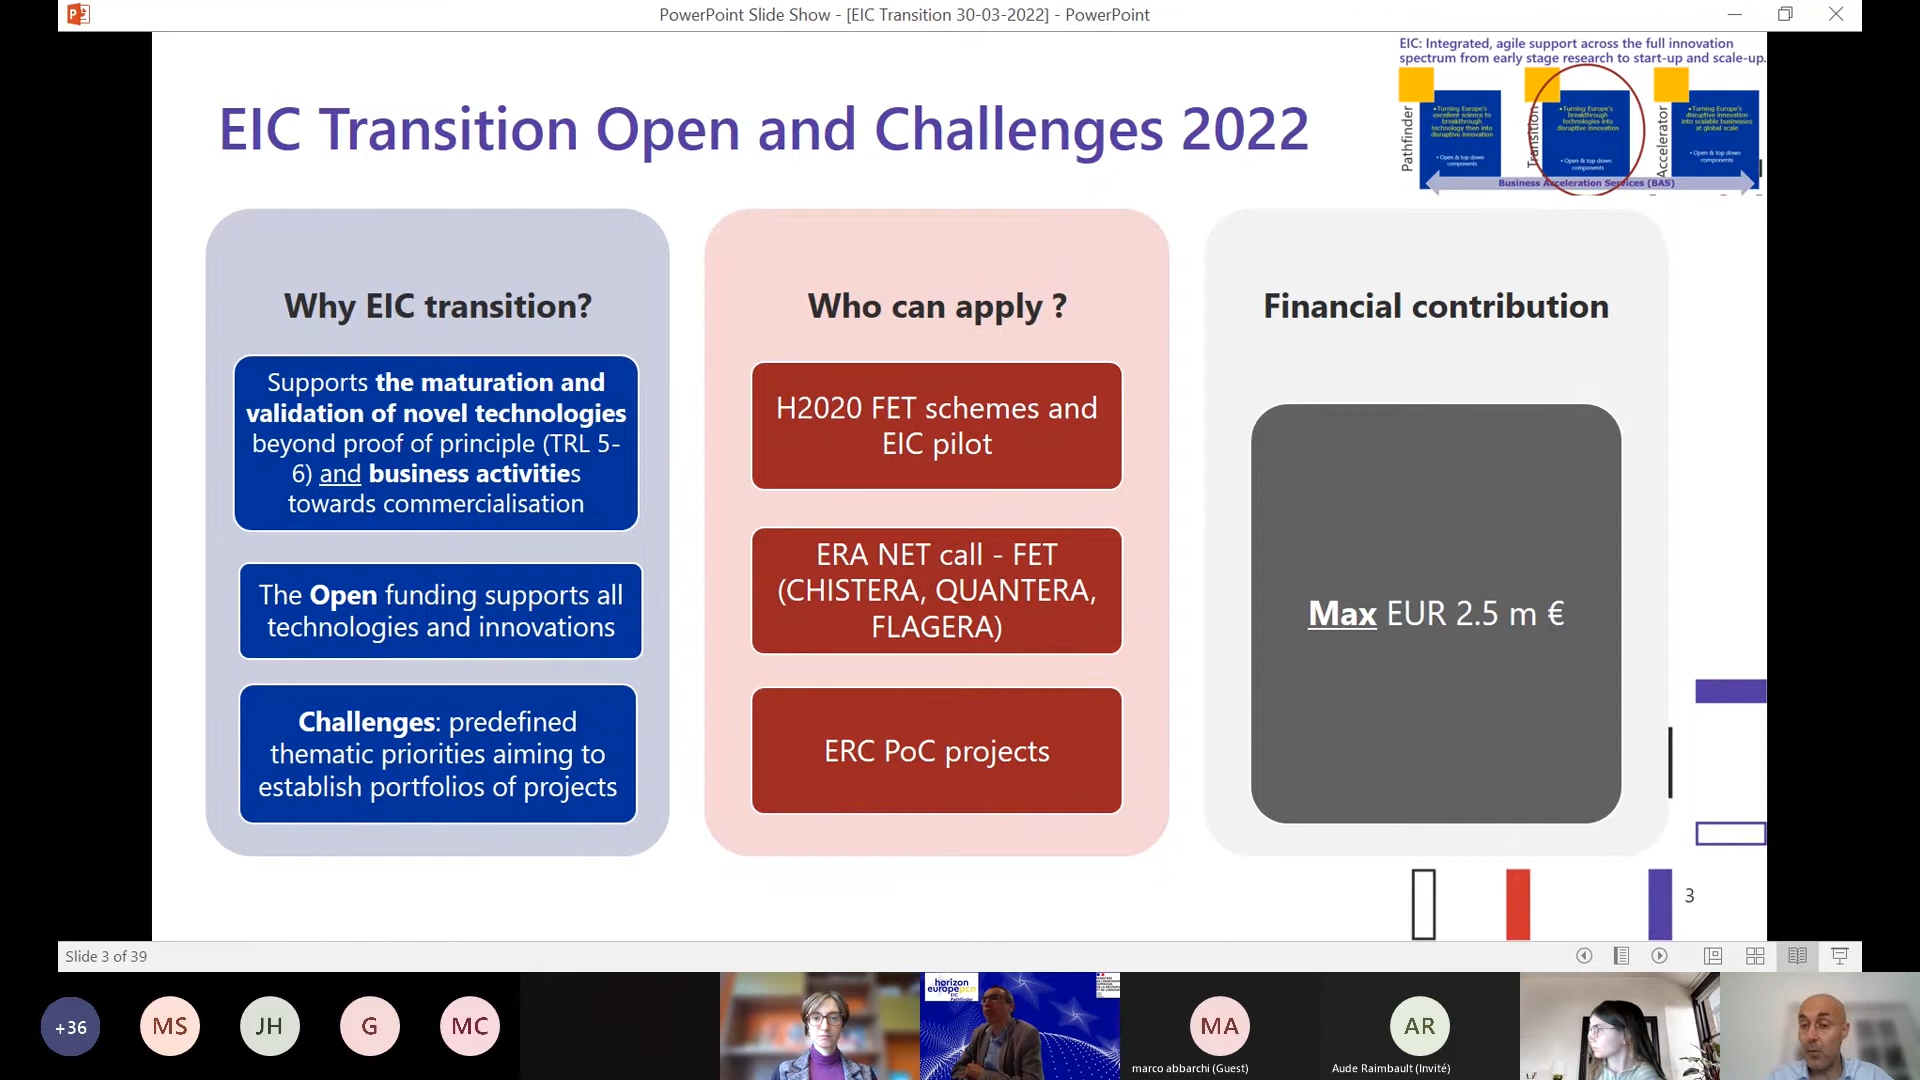 PowerPoint Slide Show - [EIC Transition 30-03-2022] - PowerPoint
EIC: Integrated, agile support across the full innovation
spectrum from early stage research to start-up and scale-up.
EIC Transition Open and Challenges 2022
Pathfinder
•Turning Europe's
excellent science to
breakthrough
technology then into
disruptive innovation
• Open & top down
components
Transition
•Turning Europe's
breakthrough
technologies into
disruptive innovation
• Open & top down
components
Accelerator
•Turning Europe's
disruptive innovation
into scalable businesses
at global scale
• Open & top down
components
Business Acceleration Services (BAS)
Why EIC transition?
Supports the maturation and
validation of novel technologies
beyond proof of principle (TRL 5-
6) and business activities
towards commercialisation
The Open funding supports all
technologies and innovations
Challenges: predefined
thematic priorities aiming to
establish portfolios of projects
Who can apply ?
H2020 FET schemes and
EIC pilot
ERA NET call - FET
(CHISTERA, QUANTERA,
FLAGERA)
ERC PoC projects
Financial contribution
Max EUR 2.5 m €
3
Slide 3 of 39
+36
MS
JH
G
MC
horizon
europe pcn
EIC
Pathfinder
MA
marco abbarchi (Guest)
AR
Aude Raimbault (Invité)